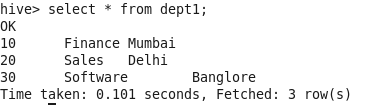 hive> select * from dept1;
OK
10      Finance Mumbai
20      Sales   Delhi
30      Software        Banglore
Time taken: 0.101 seconds, Fetched: 3 row(s)